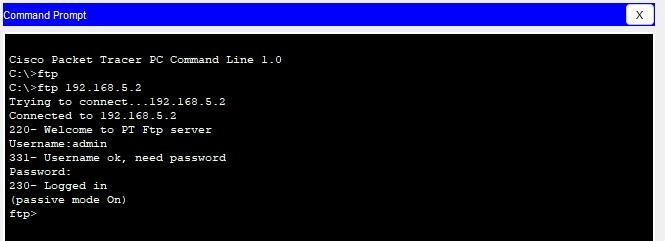 Command Prompt X
Cisco Packet Tracer PC Command Line 1.0
C:\>ftp
C:\>ftp 192.168.5.2
Trying to connect...192.168.5.2
Connected to 192.168.5.2
220- Welcome to PT Ftp server
Username:admin
331- Username ok, need password
Password:
230- Logged in
(passive mode On)
ftp>